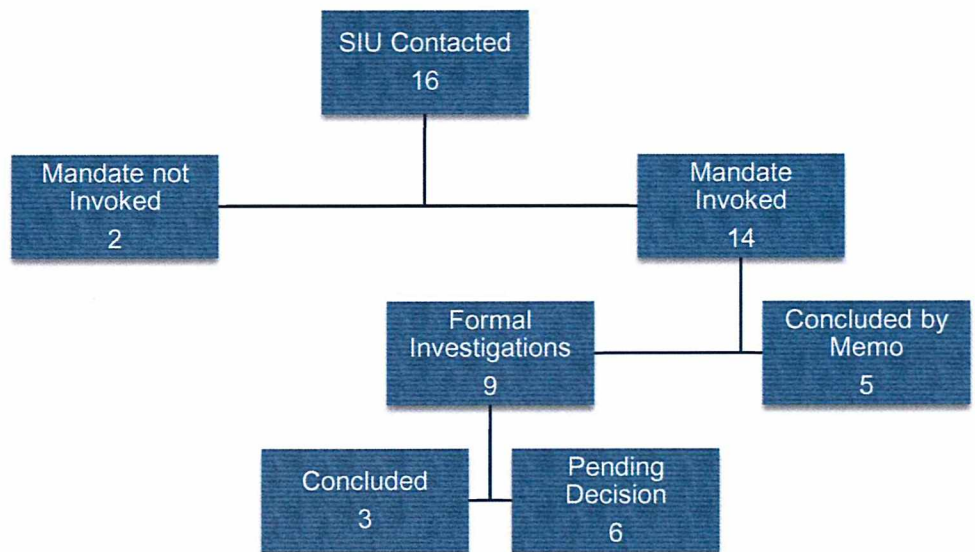 SIU Contacted
16
Mandate not
Invoked
2
Mandate
Invoked
14
Formal
Investigations
9
Concluded by
Memo
5
Concluded
3
Pending
Decision
6